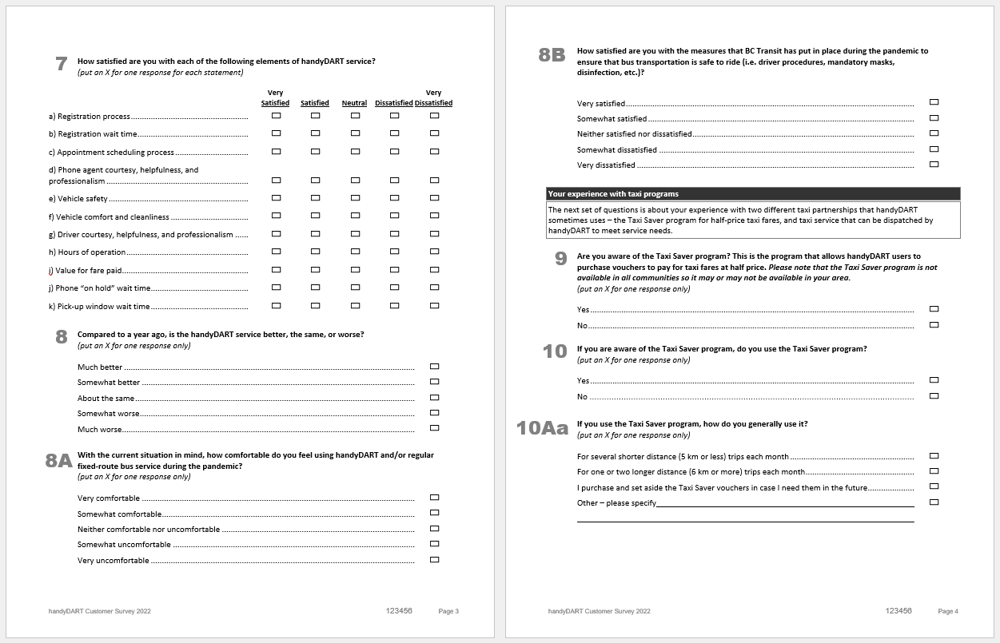 7 How satisfied are you with each of the following elements of handyDART service?
(put an X for one response for each statement)
Very Very
Satisfied Satisfied Neutral Dissatisfied Dissatisfied
a) Registration process
b) Registration wait time
c) Appointment scheduling process
d) Phone agent courtesy, helpfulness, and
professionalism
e) Vehicle safety
f) Vehicle comfort and cleanliness
g) Driver courtesy, helpfulness, and professionalism
h) Hours of operation
i) Value for fare paid
j) Phone “on hold” wait time
k) Pick-up window wait time
8 Compared to a year ago, is the handyDART service better, the same, or worse?
(put an X for one response only)
Much better
Somewhat better
About the same
Somewhat worse
Much worse
8A With the current situation in mind, how comfortable do you feel using handyDART and/or regular
fixed-route bus service during the pandemic?
(put an X for one response only)
Very comfortable
Somewhat comfortable
Neither comfortable nor uncomfortable
Somewhat uncomfortable
Very uncomfortable
handyDART Customer Survey 2022 123456 Page 3
8B How satisfied are you with the measures that BC Transit has put in place during the pandemic to
ensure that bus transportation is safe to ride (i.e. driver procedures, mandatory masks,
disinfection, etc.)?
Very satisfied
Somewhat satisfied
Neither satisfied nor dissatisfied
Somewhat dissatisfied
Very dissatisfied
Your experience with taxi programs
The next set of questions is about your experience with two different taxi partnerships that handyDART
sometimes uses – the Taxi Saver program for half-price taxi fares, and taxi service that can be dispatched by
handyDART to meet service needs.
9 Are you aware of the Taxi Saver program? This is the program that allows handyDART users to
purchase vouchers to pay for taxi fares at half price. Please note that the Taxi Saver program is not
available in all communities so it may or may not be available in your area.
(put an X for one response only)
Yes
No
10 If you are aware of the Taxi Saver program, do you use the Taxi Saver program?
(put an X for one response only)
Yes
No
10Aa If you use the Taxi Saver program, how do you generally use it?
(put an X for one response only)
For several shorter distance (5 km or less) trips each month
For one or two longer distance (6 km or more) trips each month
I purchase and set aside the Taxi Saver vouchers in case I need them in the future
Other – please specify
handyDART Customer Survey 2022 123456 Page 4